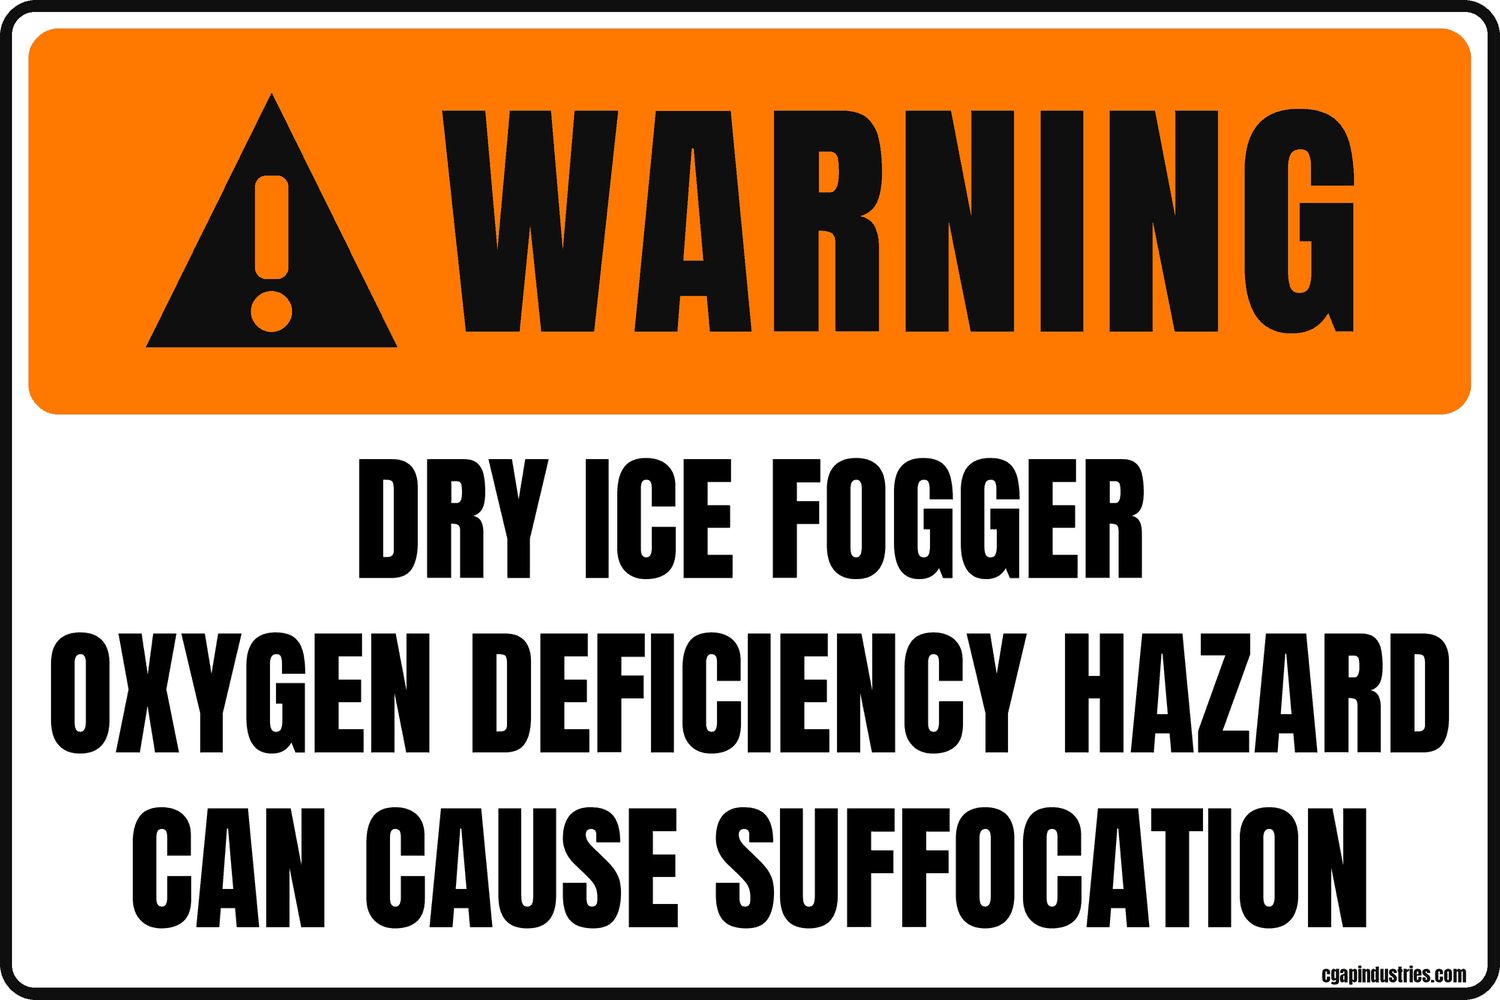 WARNING
DRY ICE FOGGER
OXYGEN DEFICIENCY HAZARD
CAN CAUSE SUFFOCATION
cgapindustries.com